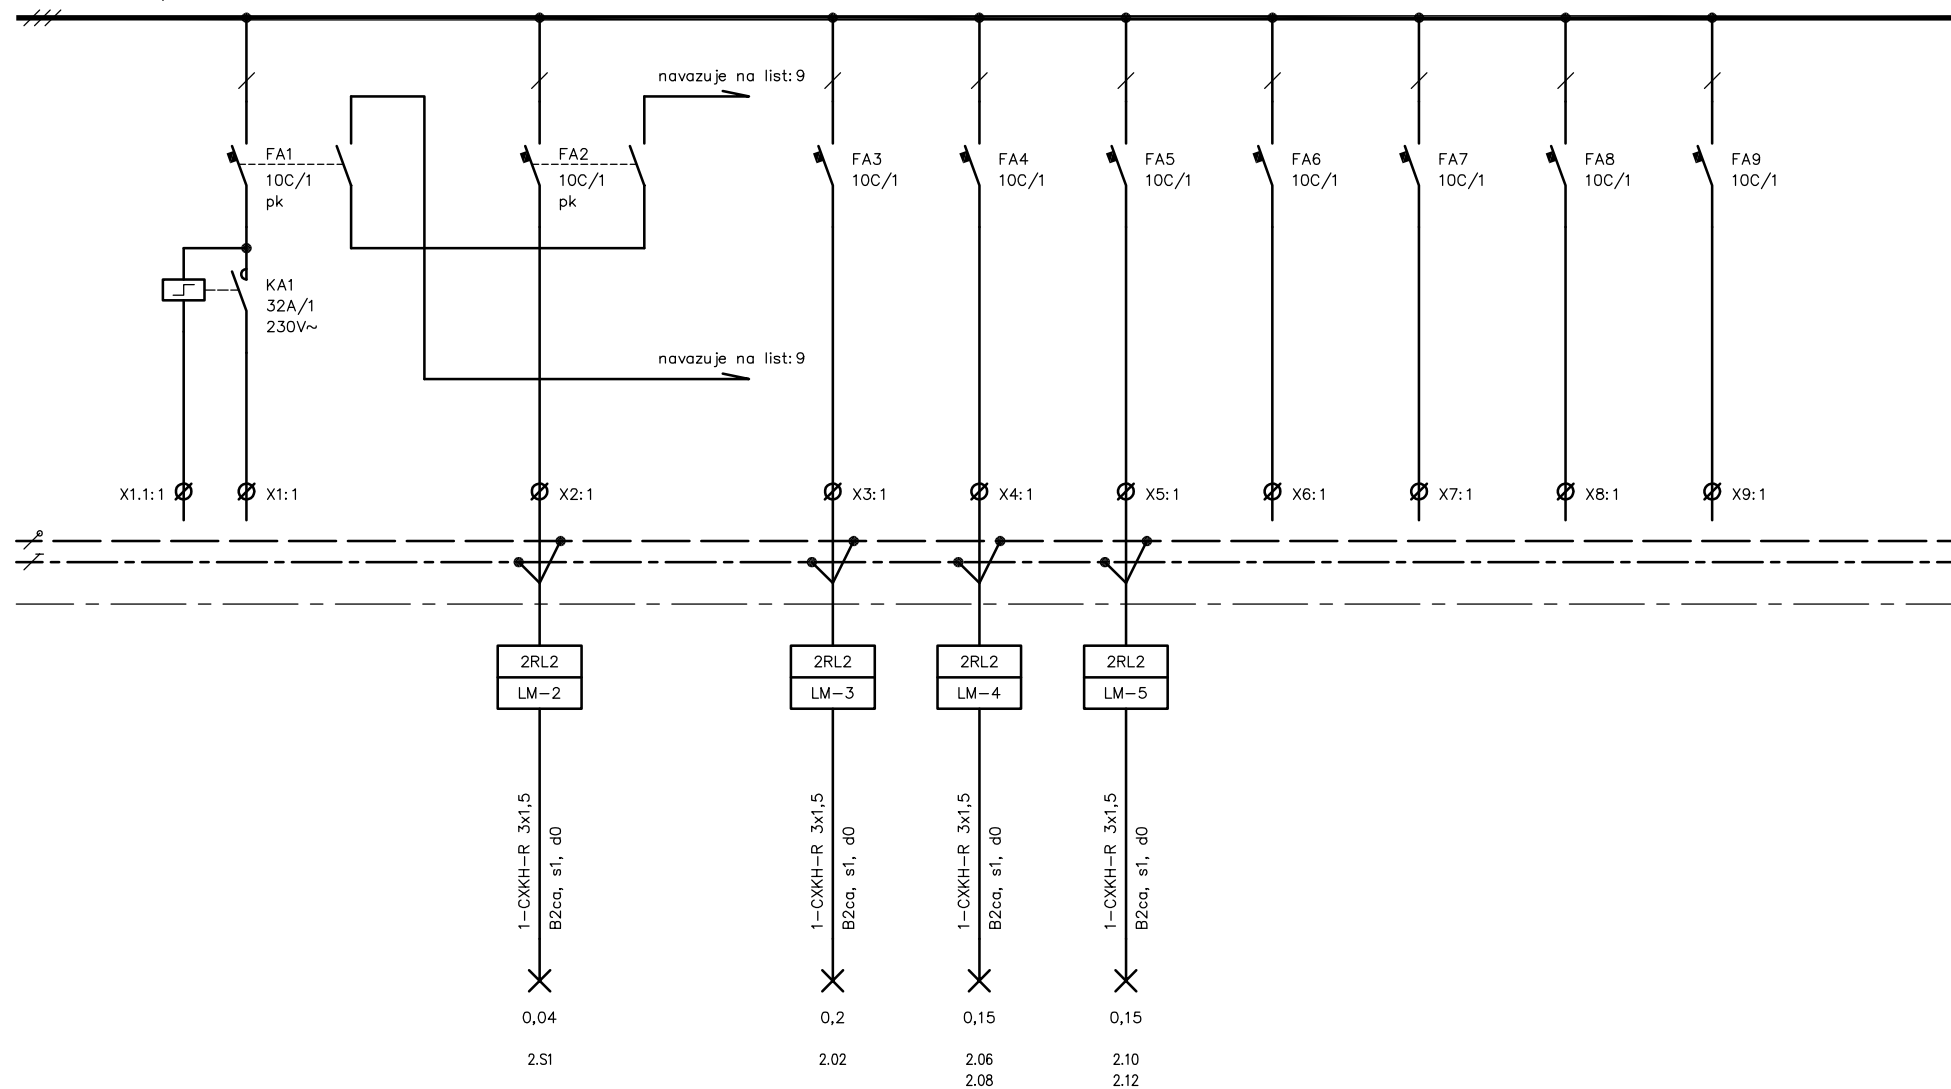 navazuje na list:9
FA1
10C/1
pk
FA2
10C/1
pk
FA3
10C/1
FA4
10C/1
FA5
10C/1
FA6
10C/1
FA7
10C/1
FA8
10C/1
FA9
10C/1
KA1
32A/1
230V~
navazuje na list:9
X1.1:1
X1:1
X2:1
X3:1
X4:1
X5:1
X6:1
X7:1
X8:1
X9:1
2RL2
LM-2
2RL2
LM-3
2RL2
LM-4
2RL2
LM-5
1-CXKH-R 3x1,5
B2ca, s1, d0
1-CXKH-R 3x1,5
B2ca, s1, d0
1-CXKH-R 3x1,5
B2ca, s1, d0
1-CXKH-R 3x1,5
B2ca, s1, d0
0,04
0,2
0,15
0,15
2.S1
2.02
2.06
2.08
2.10
2.12